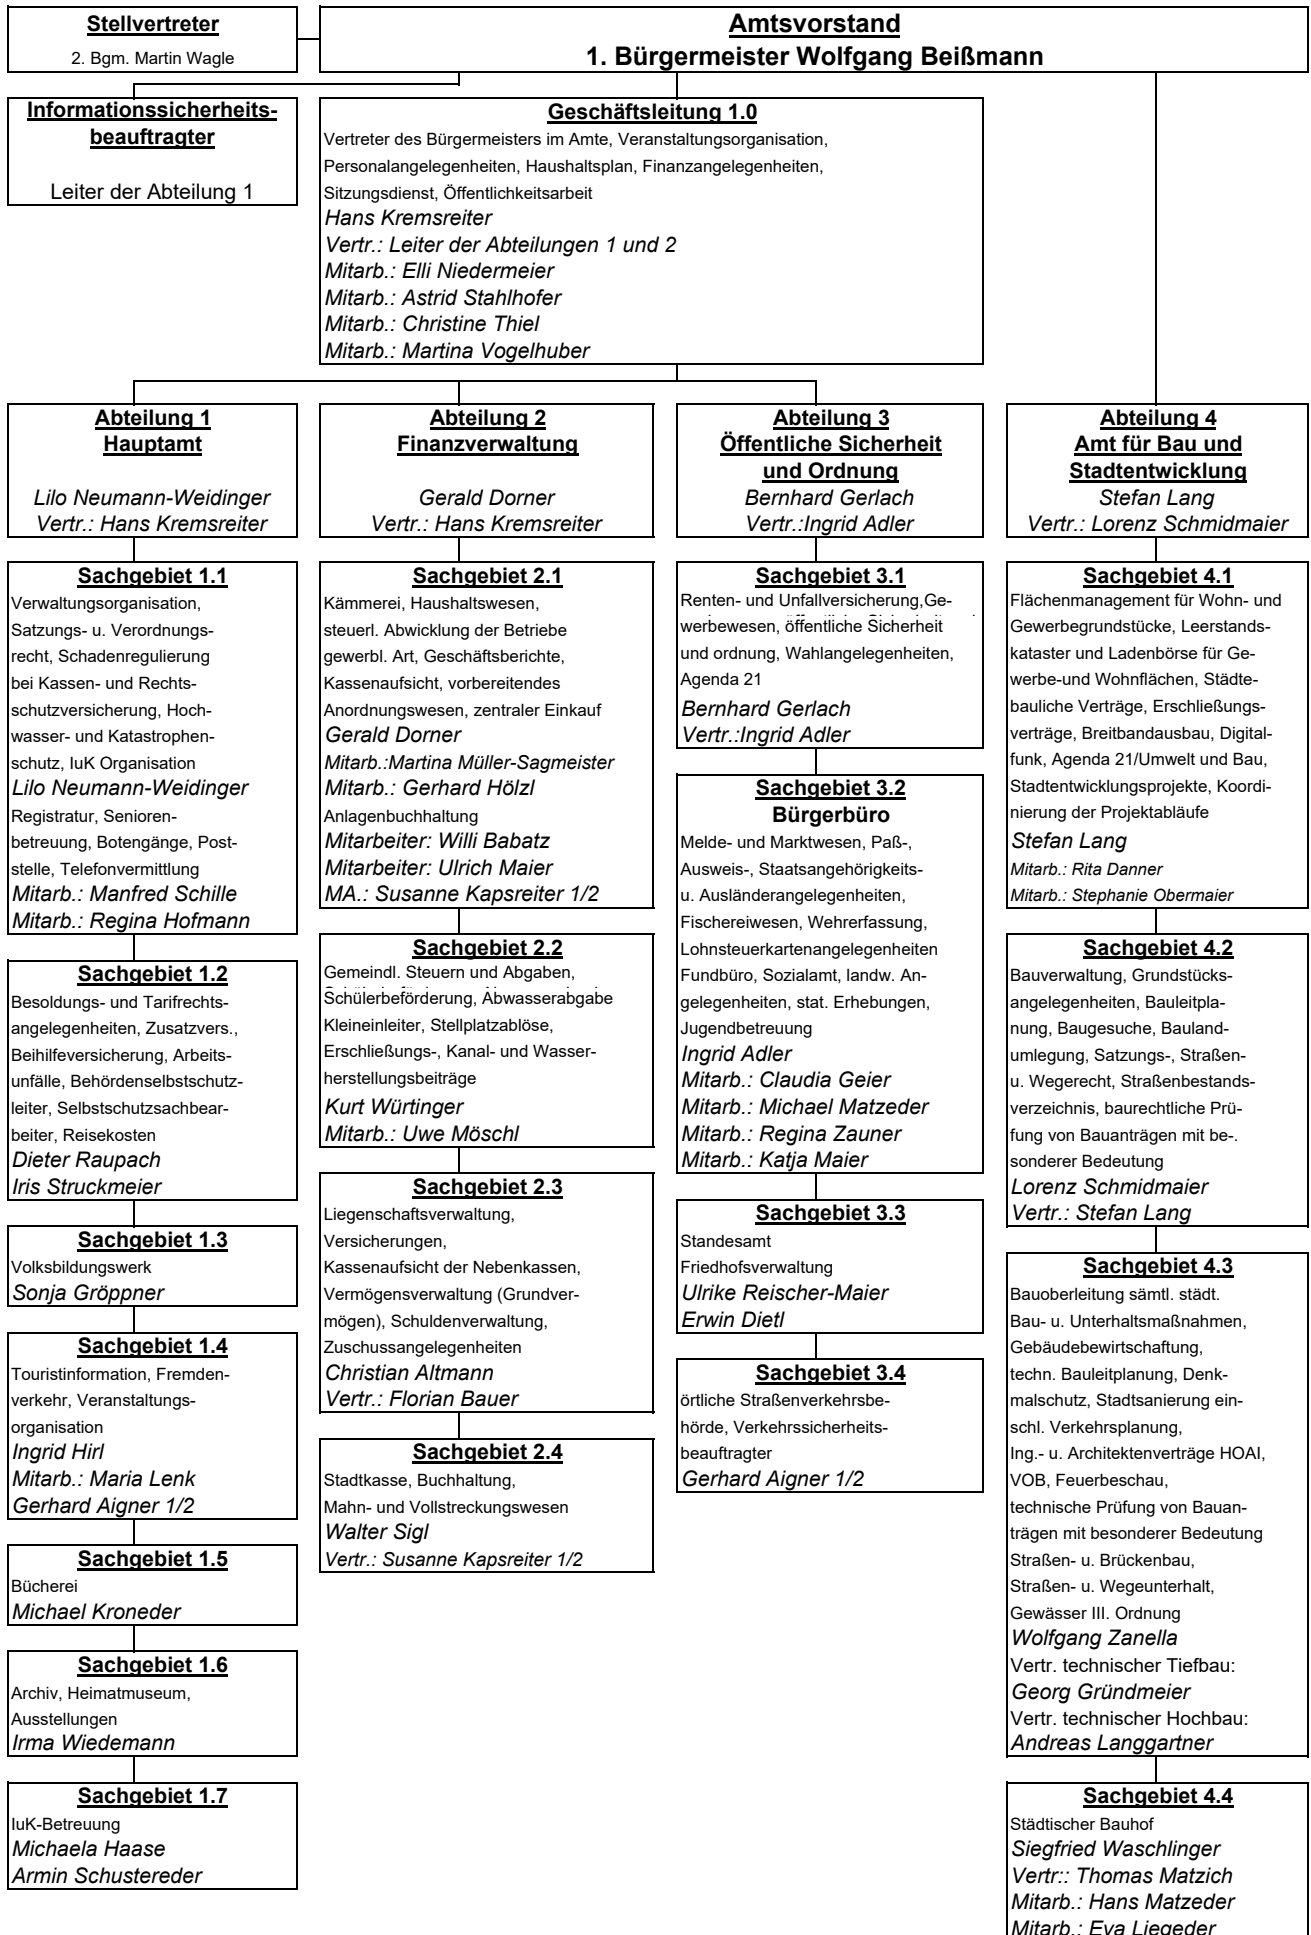 Stellvertreter
2. Bgm. Martin Wagle
Amtsvorstand
1. Bürgermeister Wolfgang Beißmann
Informationssicherheits-
beauftragter
Leiter der Abteilung 1
Geschäftsleitung 1.0
Vertreter des Bürgermeisters im Amte, Veranstaltungsorganisation,
Personalangelegenheiten, Haushaltsplan, Finanzangelegenheiten,
Sitzungsdienst, Öffentlichkeitsarbeit
Hans Kremsreiter
Vertr.: Leiter der Abteilungen 1 und 2
Mitarb.: Elli Niedermeier
Mitarb.: Astrid Stahlhofer
Mitarb.: Christine Thiel
Mitarb.: Martina Vogelhuber
Abteilung 1
Hauptamt
Lilo Neumann-Weidinger
Vertr.: Hans Kremsreiter
Sachgebiet 1.1
Verwaltungsorganisation,
Satzungs- u. Verordnungs-
recht, Schadenregulierung
bei Kassen- und Rechts-
schutzversicherung, Hoch-
wasser- und Katastrophen-
schutz, IuK Organisation
Lilo Neumann-Weidinger
Registratur, Senioren-
betreuung, Botengänge, Post-
stelle, Telefonvermittlung
Mitarb.: Manfred Schille
Mitarb.: Regina Hofmann
Sachgebiet 1.2
Besoldungs- und Tarifrechts-
angelegenheiten, Zusatzvers.,
Beihilfeversicherung, Arbeits-
unfälle, Behördenselbstschutz-
leiter, Selbstschutzsachbear-
beiter, Reisekosten
Dieter Raupach
Iris Struckmeier
Sachgebiet 1.3
Volksbildungswerk
Sonja Gröppner
Sachgebiet 1.4
Touristinformation, Fremden-
verkehr, Veranstaltungs-
organisation
Ingrid Hirl
Mitarb.: Maria Lenk
Gerhard Aigner 1/2
Sachgebiet 1.5
Bücherei
Michael Kroneder
Sachgebiet 1.6
Archiv, Heimatmuseum,
Ausstellungen
Irma Wiedemann
Sachgebiet 1.7
IuK-Betreuung
Michaela Haase
Armin Schustereder
Abteilung 2
Finanzverwaltung
Gerald Dorner
Vertr.: Hans Kremsreiter
Sachgebiet 2.1
Kämmerei, Haushaltswesen,
steuerl. Abwicklung der Betriebe
gewerbl. Art, Geschäftsberichte,
Kassenaufsicht, vorbereitendes
Anordnungswesen, zentraler Einkauf
Gerald Dorner
Mitarb.:Martina Müller-Sagmeister
Mitarb.: Gerhard Hölzl
Anlagenbuchhaltung
Mitarbeiter: Willi Babatz
Mitarbeiter: Ulrich Maier
MA.: Susanne Kapsreiter 1/2
Sachgebiet 2.2
Gemeindl. Steuern und Abgaben,
Schülerbeförderung, Abwasserabgabe
Kleineinleiter, Stellplatzablöse,
Erschließungs-, Kanal- und Wasser-
herstellungsbeiträge
Kurt Würtinger
Mitarb.: Uwe Möschl
Sachgebiet 2.3
Liegenschaftsverwaltung,
Versicherungen,
Kassenaufsicht der Nebenkassen,
Vermögensverwaltung (Grundver-
mögen), Schuldenverwaltung,
Zuschussangelegenheiten
Christian Altmann
Vertr.: Florian Bauer
Sachgebiet 2.4
Stadtkasse, Buchhaltung,
Mahn- und Vollstreckungswesen
Walter Sigl
Vertr.: Susanne Kapsreiter 1/2
Abteilung 3
Öffentliche Sicherheit
und Ordnung
Bernhard Gerlach
Vertr.:Ingrid Adler
Sachgebiet 3.1
Renten- und Unfallversicherung,Ge-
werbewesen, öffentliche Sicherheit
und ordnung, Wahlangelegenheiten,
Agenda 21
Bernhard Gerlach
Vertr.:Ingrid Adler
Sachgebiet 3.2
Bürgerbüro
Melde- und Marktwesen, Paß-,
Ausweis-, Staatsangehörigkeits-
u. Ausländerangelegenheiten,
Fischereiwesen, Wehrerfassung,
Lohnsteuerkartenangelegenheiten
Fundbüro, Sozialamt, landw. An-
gelegenheiten, stat. Erhebungen,
Jugendbetreuung
Ingrid Adler
Mitarb.: Claudia Geier
Mitarb.: Michael Matzeder
Mitarb.: Regina Zauner
Mitarb.: Katja Maier
Sachgebiet 3.3
Standesamt
Friedhofsverwaltung
Ulrike Reischer-Maier
Erwin Dietl
Sachgebiet 3.4
örtliche Straßenverkehrsbe-
hörde, Verkehrssicherheits-
beauftragter
Gerhard Aigner 1/2
Abteilung 4
Amt für Bau und
Stadtentwicklung
Stefan Lang
Vertr.: Lorenz Schmidmaier
Sachgebiet 4.1
Flächenmanagement für Wohn- und
Gewerbegrundstücke, Leerstands-
kataster und Ladenbörse für Ge-
werbe-und Wohnflächen, Städte-
bauliche Verträge, Erschließungs-
verträge, Breitbandausbau, Digital-
funk, Agenda 21/Umwelt und Bau,
Stadtentwicklungsprojekte, Koordi-
nierung der Projektabläufe
Stefan Lang
Mitarb.: Rita Danner
Mitarb.: Stephanie Obermaier
Sachgebiet 4.2
Bauverwaltung, Grundstücks-
angelegenheiten, Bauleitpla-
nung, Baugesuche, Bauland-
umlegung, Satzungs-, Straßen-
u. Wegerecht, Straßenbestands-
verzeichnis, baurechtliche Prü-
fung von Bauanträgen mit be-.
sonderer Bedeutung
Lorenz Schmidmaier
Vertr.: Stefan Lang
Sachgebiet 4.3
Bauoberleitung sämtl. städt.
Bau- u. Unterhaltsmaßnahmen,
Gebäudebewirtschaftung,
techn. Bauleitplanung, Denk-
malschutz, Stadtsanierung ein-
schl. Verkehrsplanung,
Ing.- u. Architektenverträge HOAI,
VOB, Feuerbeschau,
technische Prüfung von Bauan-
trägen mit besonderer Bedeutung
Straßen- u. Brückenbau,
Straßen- u. Wegeunterhalt,
Gewässer III. Ordnung
Wolfgang Zanella
Vertr. technischer Tiefbau:
Georg Gründmeier
Vertr. technischer Hochbau:
Andreas Langgartner
Sachgebiet 4.4
Städtischer Bauhof
Siegfried Waschlinger
Vertr:: Thomas Matzich
Mitarb.: Hans Matzeder
Mitarb.: Eva Liegeder